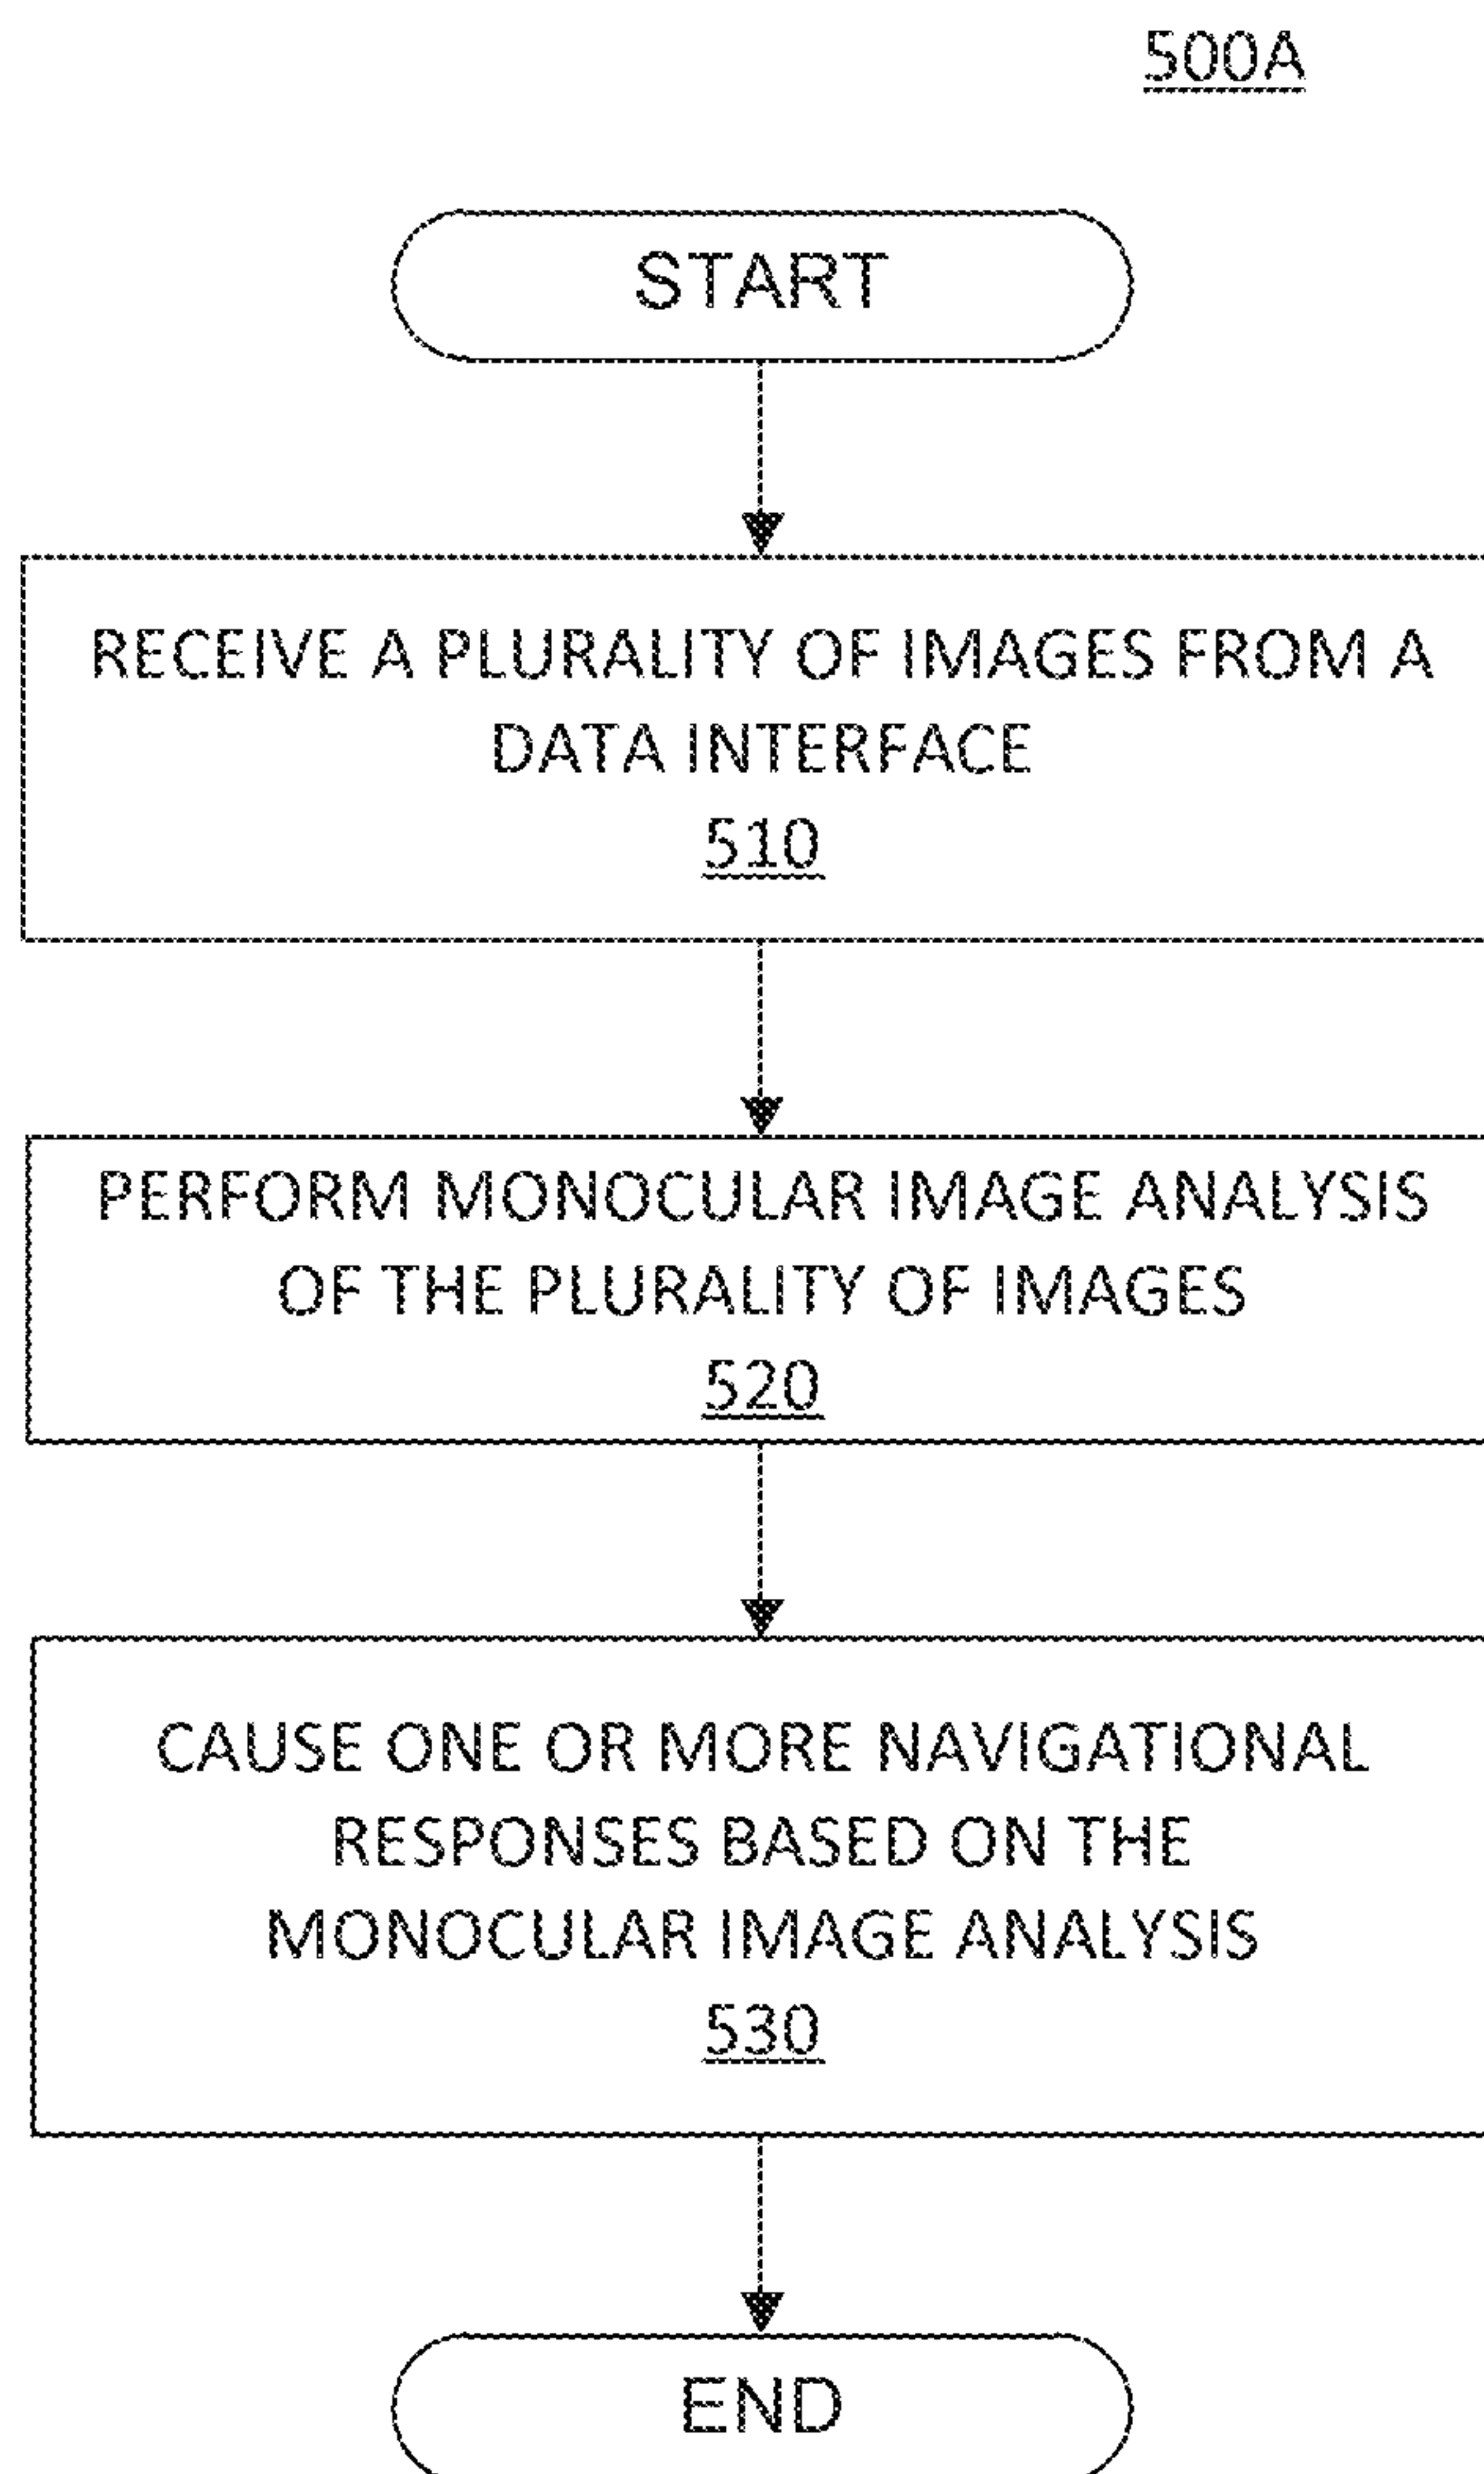 500A
START
RECEIVE A PLURALITY OF IMAGES FROM A
DATA INTERFACE
510
PERFORM MONOCULAR IMAGE ANALYSIS
OF THE PLURALITY OF IMAGES
520
CAUSE ONE OR MORE NAVIGATIONAL
RESPONSES BASED ON THE
MONOCULAR IMAGE ANALYSIS
530
END